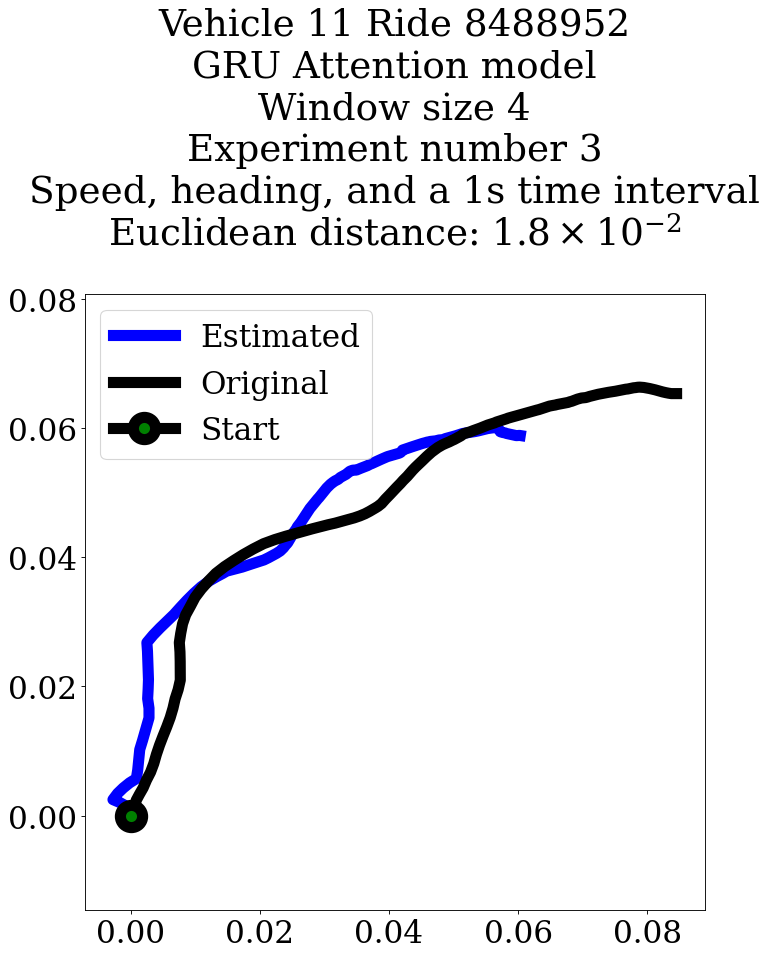 Vehicle 11 Ride 8488952
GRU Attention model
Window size 4
Experiment number 3
Speed, heading, and a 1s time interval
Euclidean distance: 1.8 × 10⁻²
0.08
Estimated
Original
Start
0.06
0.04
0.02
0.00
0.00 0.02 0.04 0.06 0.08